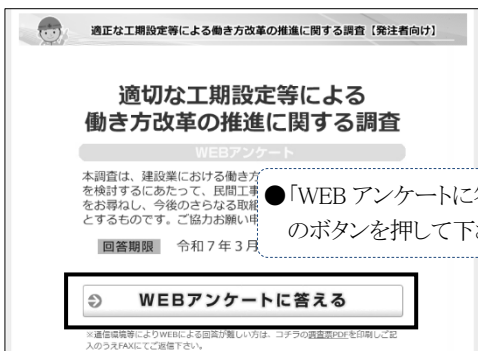 適正な工期設定等による働き方改革の推進に関する調査【発注者向け】
適切な工期設定等による
働き方改革の推進に関する調査
WEBアンケート
本調査は、建設業における働き方
を検討するにあたって、民間工事
をお尋ねし、今後のさらなる取組
とするものです。ご協力お願い申
●「WEB アンケートに答
のボタンを押して下さ
回答期限 令和７年３月
WEBアンケートに答える
※通信環境等によりWEBによる回答が難しい方は、コチラの調査票PDFを印刷しご記
入のうえFAXにてご返信下さい。